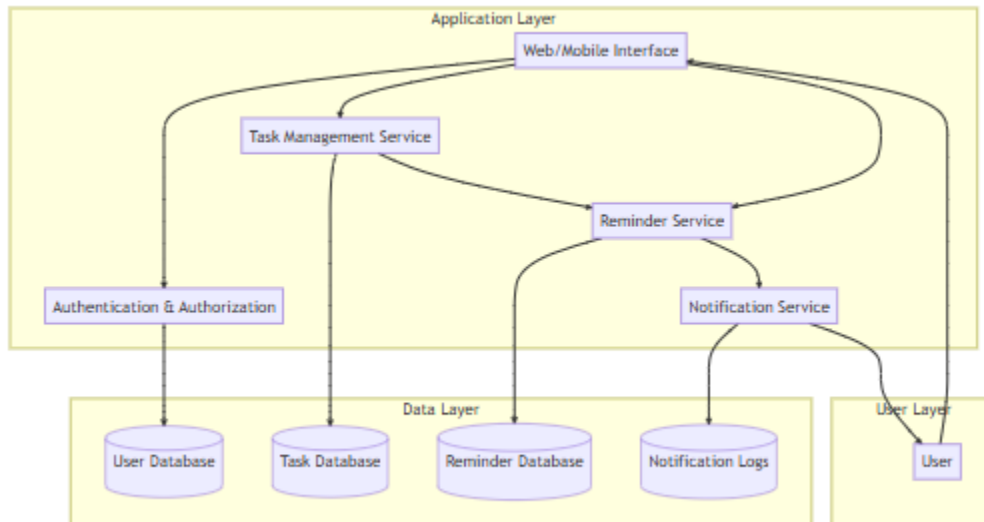 Application Layer
Web/Mobile Interface
Task Management Service
Reminder Service
Authentication & Authorization
Notification Service
Data Layer
User Layer
User Database
Task Database
Reminder Database
Notification Logs
User